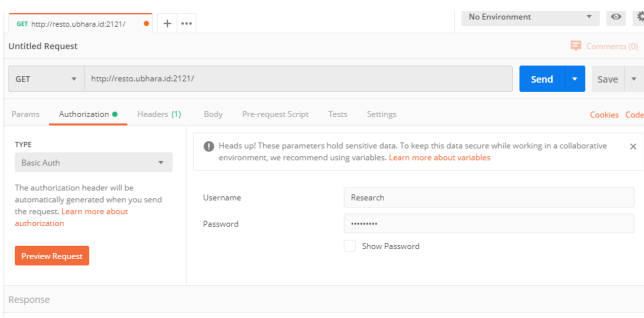 GET http://resto.ubhara.id:2121/ + ••• No Environment
Untitled Request Comments (0)
GET http://resto.ubhara.id:2121/ Send Save
Params Authorization Headers (1) Body Pre-request Script Tests Settings Cookies Code
TYPE
Basic Auth
The authorization header will be
automatically generated when you send
the request. Learn more about
authorization
Preview Request
Heads up! These parameters hold sensitive data. To keep this data secure while working in a collaborative
environment, we recommend using variables. Learn more about variables
Username Research
Password •••••••••
Show Password
Response